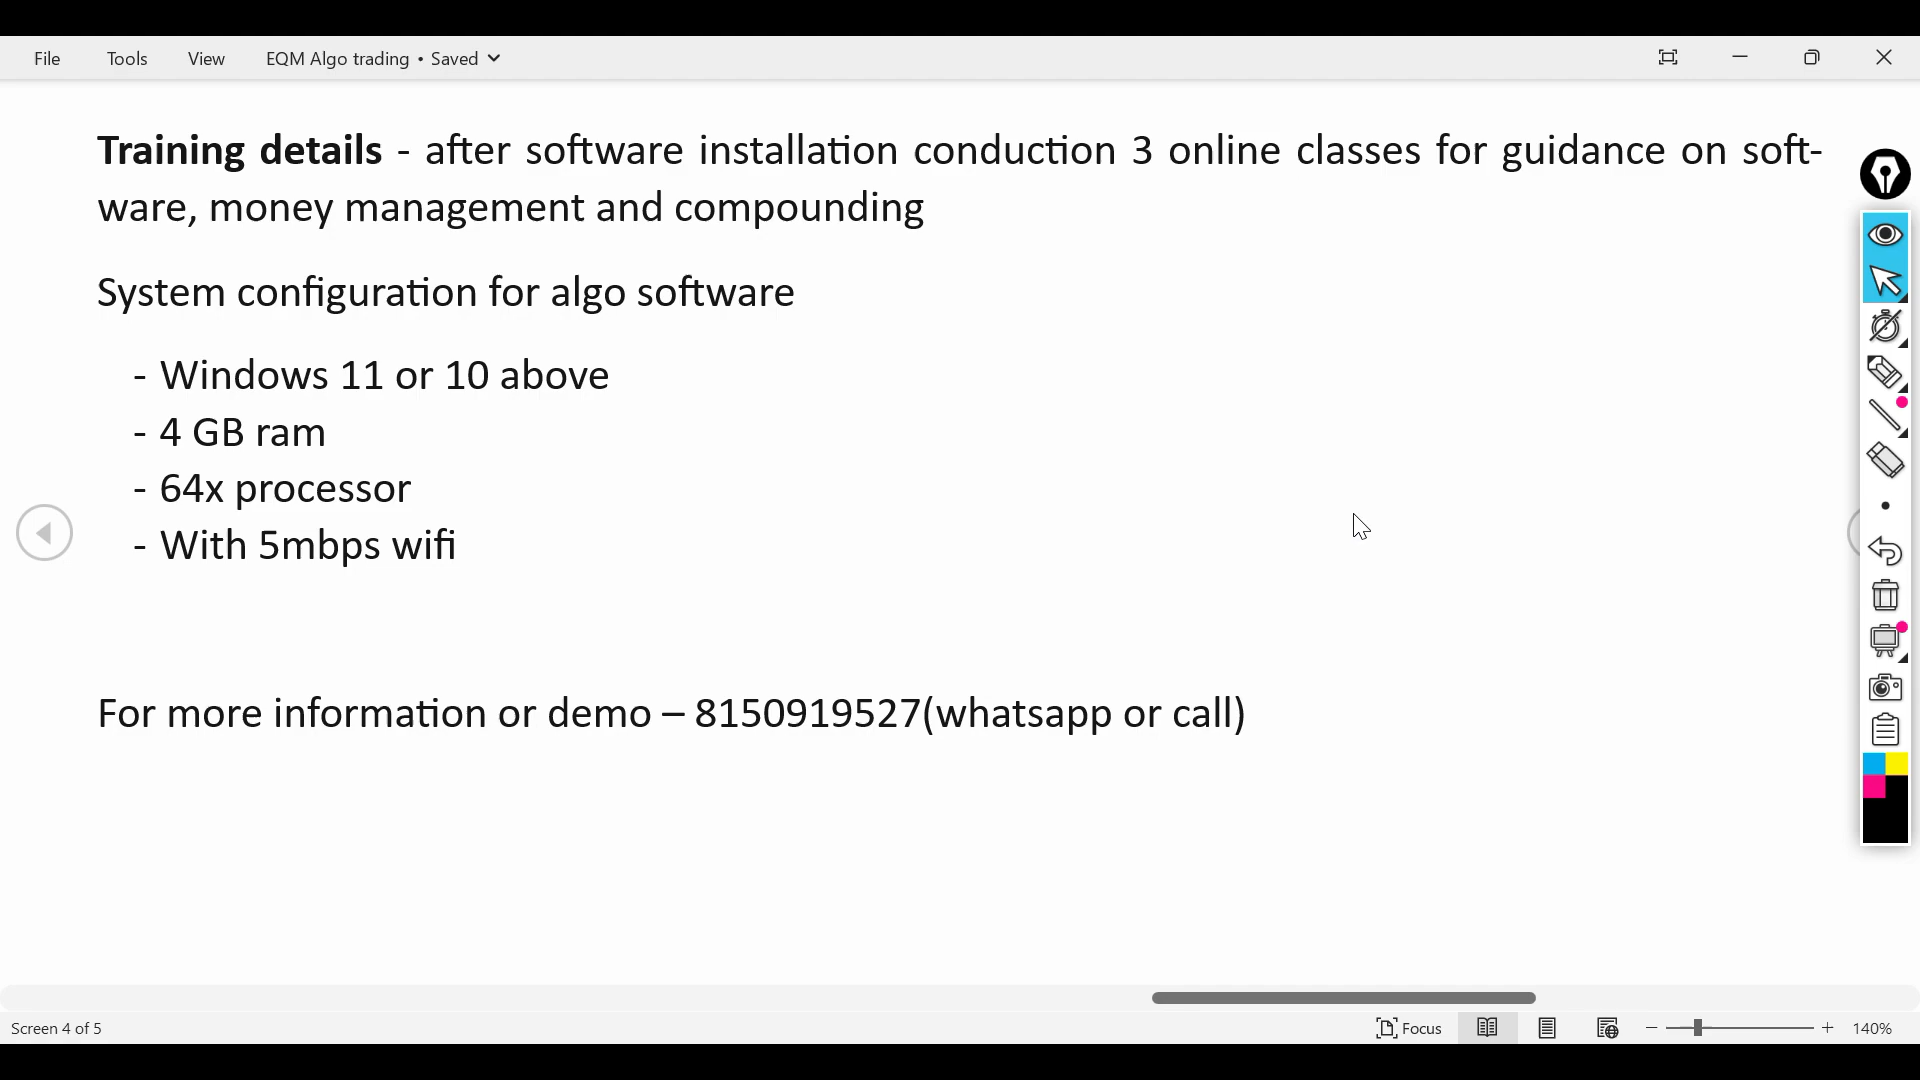 File Tools View EQM Algo trading • Saved
Training details - after software installation conduction 3 online classes for guidance on soft-
ware, money management and compounding
System configuration for algo software
- Windows 11 or 10 above
- 4 GB ram
- 64x processor
- With 5mbps wifi
For more information or demo – 8150919527(whatsapp or call)
Screen 4 of 5 Focus 140%